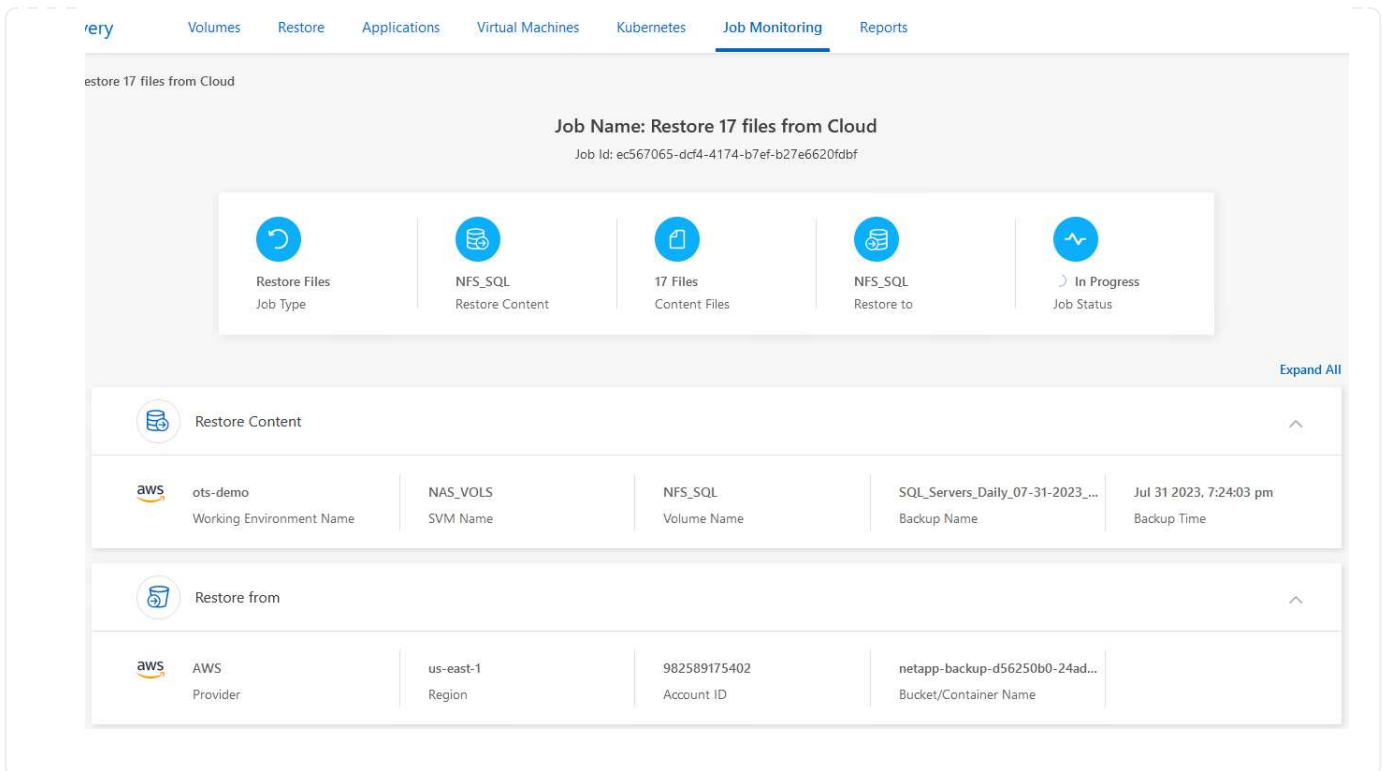 very Volumes Restore Applications Virtual Machines Kubernetes Job Monitoring Reports
estore 17 files from Cloud
Job Name: Restore 17 files from Cloud
Job Id: ec567065-dcf4-4174-b7ef-b27e6620fdbf
Restore Files NFS_SQL 17 Files NFS_SQL In Progress
Job Type Restore Content Content Files Restore to Job Status
Expand All
Restore Content
aws ots-demo NAS_VOLS NFS_SQL SQL_Servers_Daily_07-31-2023_... Jul 31 2023, 7:24:03 pm
Working Environment Name SVM Name Volume Name Backup Name Backup Time
Restore from
aws AWS us-east-1 982589175402 netapp-backup-d56250b0-24ad...
Provider Region Account ID Bucket/Container Name